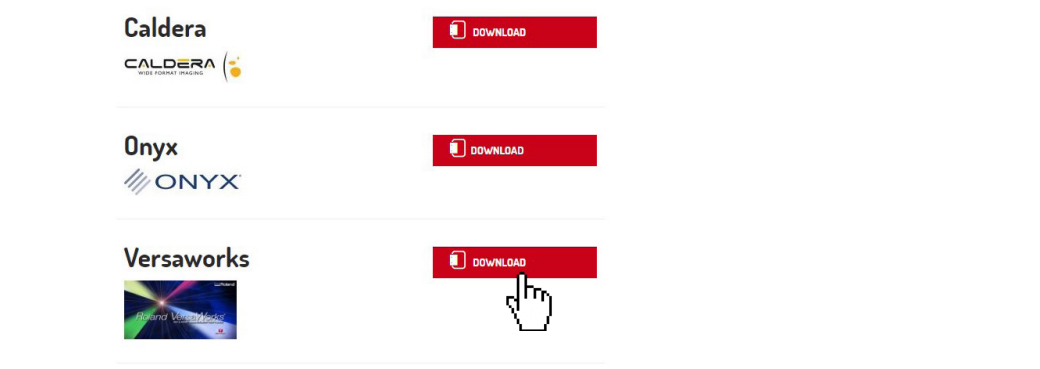 Caldera
DOWNLOAD
CALDERA
WIDE FORMAT IMAGING
Onyx
DOWNLOAD
ONYX
Versaworks
DOWNLOAD
Roland
Roland VersaWorks